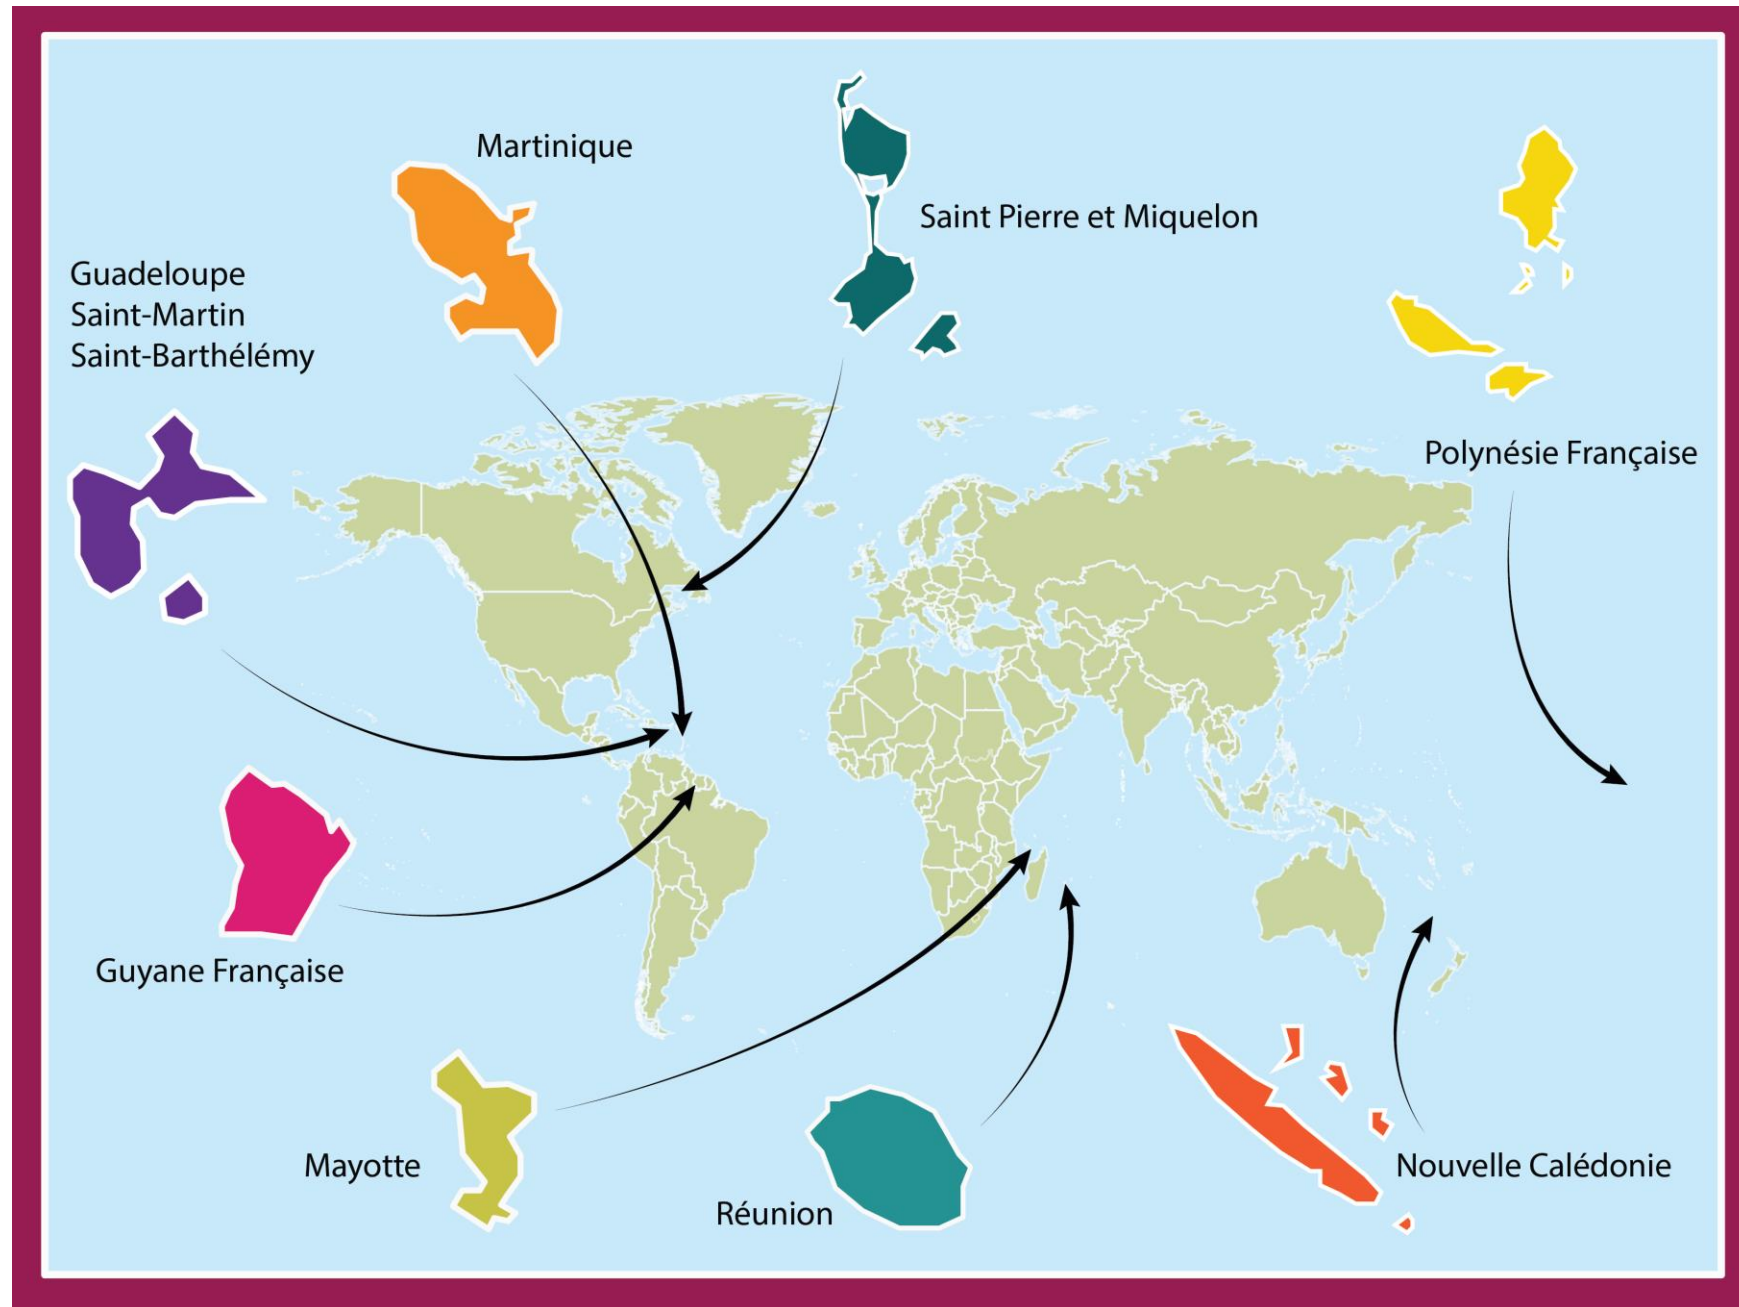 Martinique
Saint Pierre et Miquelon
Guadeloupe
Saint-Martin
Saint-Barthélémy
Polynésie Française
Guyane Française
Mayotte
Réunion
Nouvelle Calédonie